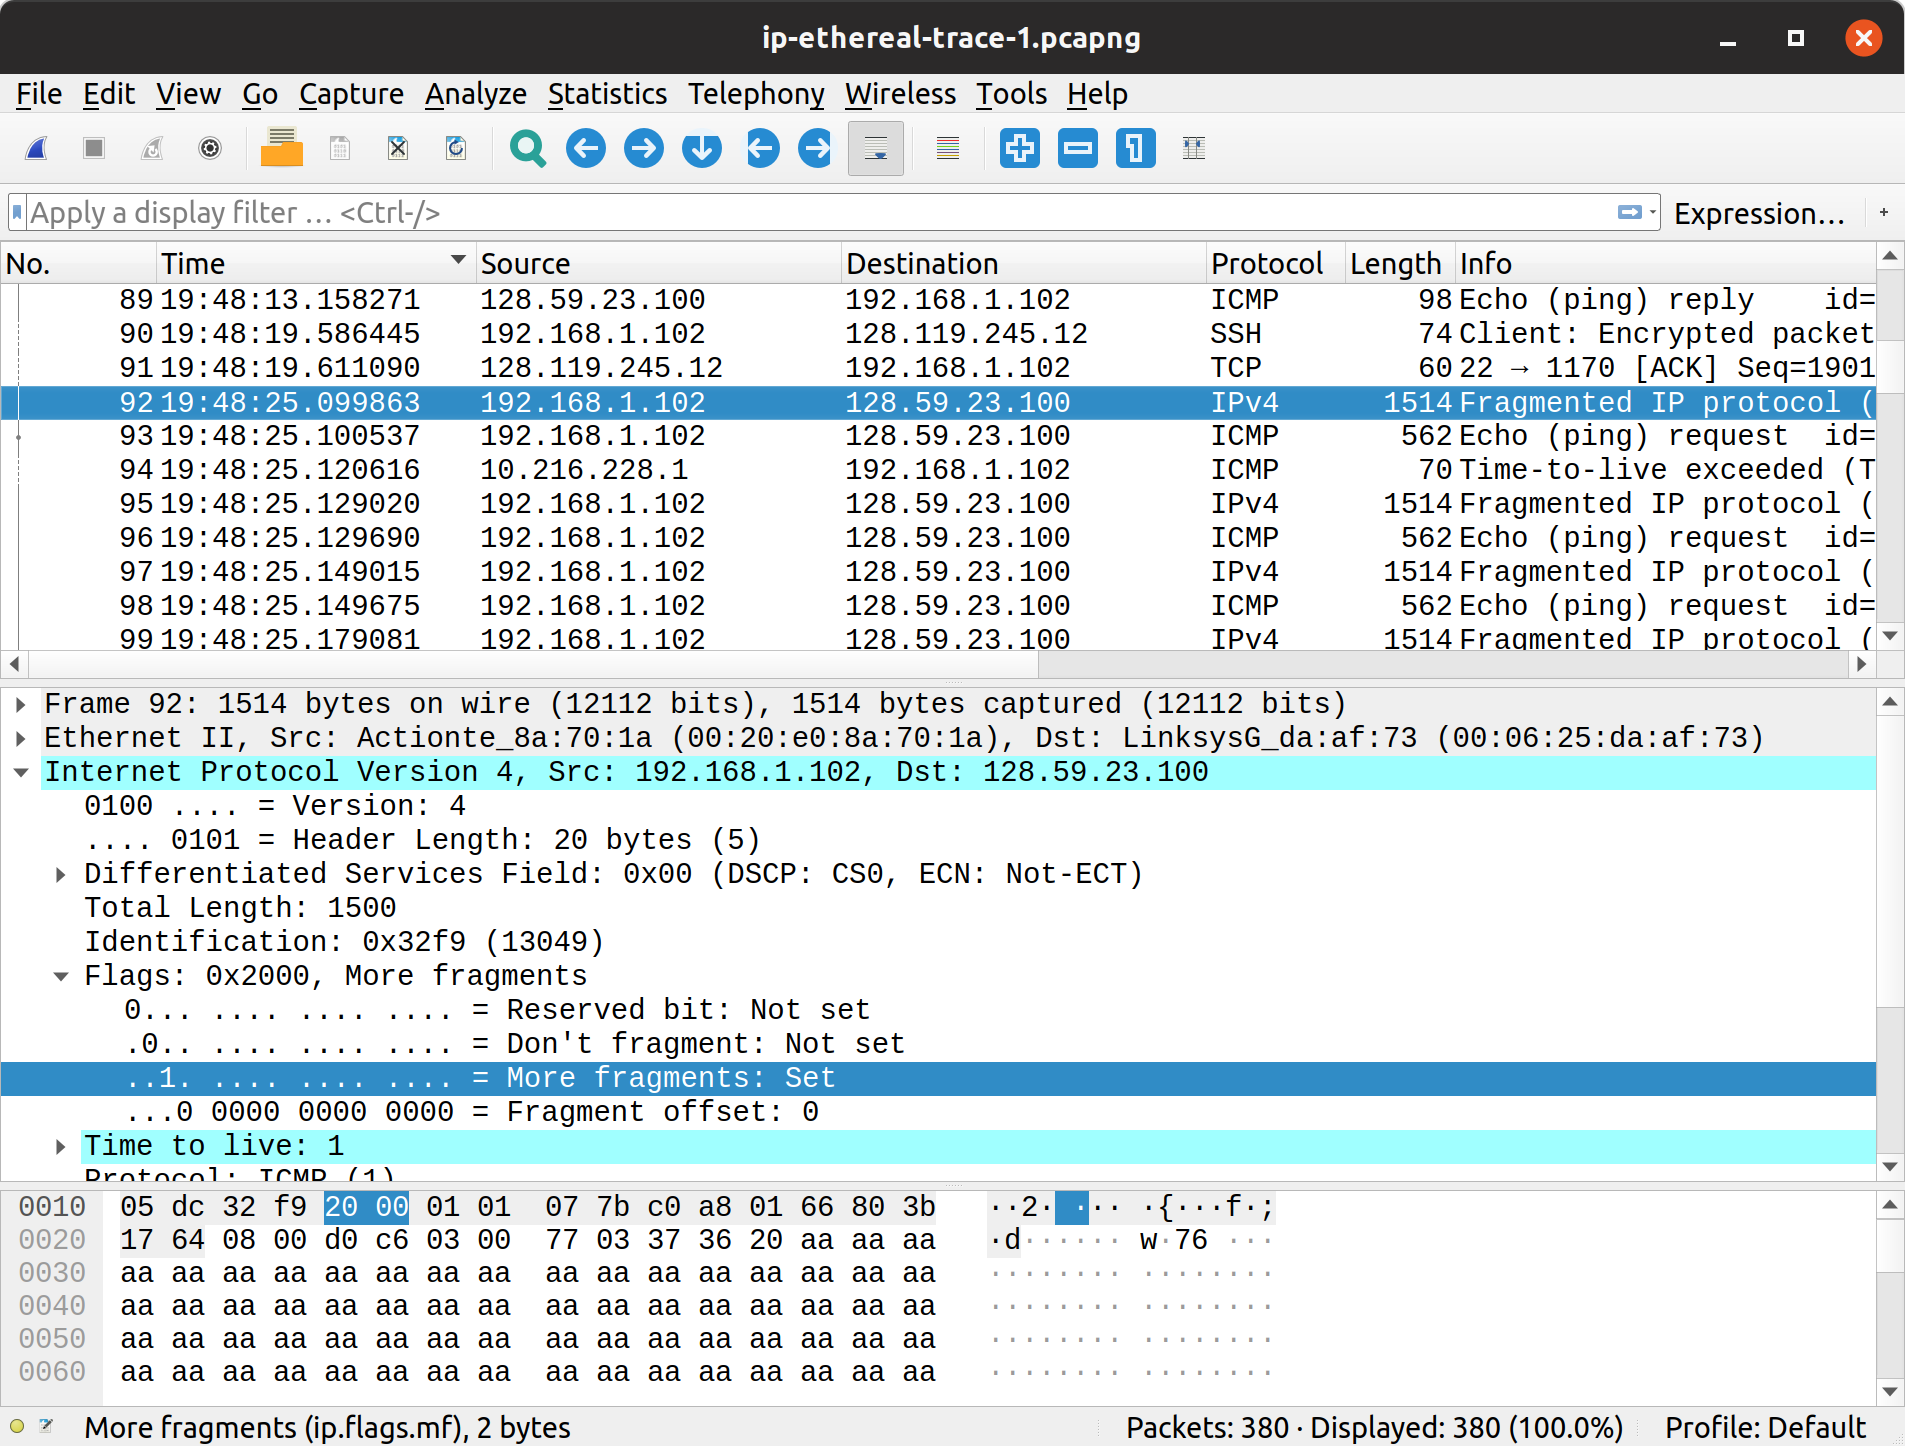 ip-ethereal-trace-1.pcapng
File Edit View Go Capture Analyze Statistics Telephony Wireless Tools Help
Apply a display filter … <Ctrl-/> Expression… +
No. Time Source Destination Protocol Length Info
89 19:48:13.158271 128.59.23.100 192.168.1.102 ICMP 98 Echo (ping) reply id=
90 19:48:19.586445 192.168.1.102 128.119.245.12 SSH 74 Client: Encrypted packet
91 19:48:19.611090 128.119.245.12 192.168.1.102 TCP 60 22 → 1170 [ACK] Seq=1901
92 19:48:25.099863 192.168.1.102 128.59.23.100 IPv4 1514 Fragmented IP protocol (
93 19:48:25.100537 192.168.1.102 128.59.23.100 ICMP 562 Echo (ping) request id=
94 19:48:25.120616 10.216.228.1 192.168.1.102 ICMP 70 Time-to-live exceeded (T
95 19:48:25.129020 192.168.1.102 128.59.23.100 IPv4 1514 Fragmented IP protocol (
96 19:48:25.129690 192.168.1.102 128.59.23.100 ICMP 562 Echo (ping) request id=
97 19:48:25.149015 192.168.1.102 128.59.23.100 IPv4 1514 Fragmented IP protocol (
98 19:48:25.149675 192.168.1.102 128.59.23.100 ICMP 562 Echo (ping) request id=
99 19:48:25.179081 192.168.1.102 128.59.23.100 IPv4 1514 Fragmented IP protocol (
Frame 92: 1514 bytes on wire (12112 bits), 1514 bytes captured (12112 bits)
Ethernet II, Src: Actionte_8a:70:1a (00:20:e0:8a:70:1a), Dst: LinksysG_da:af:73 (00:06:25:da:af:73)
Internet Protocol Version 4, Src: 192.168.1.102, Dst: 128.59.23.100
0100 .... = Version: 4
.... 0101 = Header Length: 20 bytes (5)
Differentiated Services Field: 0x00 (DSCP: CS0, ECN: Not-ECT)
Total Length: 1500
Identification: 0x32f9 (13049)
Flags: 0x2000, More fragments
0... .... .... .... = Reserved bit: Not set
.0.. .... .... .... = Don't fragment: Not set
..1. .... .... .... = More fragments: Set
...0 0000 0000 0000 = Fragment offset: 0
Time to live: 1
Protocol: ICMP (1)
0010 05 dc 32 f9 20 00 01 01 07 7b c0 a8 01 66 80 3b ··2· ··· ·{···f·;
0020 17 64 08 00 d0 c6 03 00 77 03 37 36 20 aa aa aa ·d······ w·76 ···
0030 aa aa aa aa aa aa aa aa aa aa aa aa aa aa aa aa ········ ········
0040 aa aa aa aa aa aa aa aa aa aa aa aa aa aa aa aa ········ ········
0050 aa aa aa aa aa aa aa aa aa aa aa aa aa aa aa aa ········ ········
0060 aa aa aa aa aa aa aa aa aa aa aa aa aa aa aa aa ········ ········
More fragments (ip.flags.mf), 2 bytes Packets: 380 · Displayed: 380 (100.0%) Profile: Default